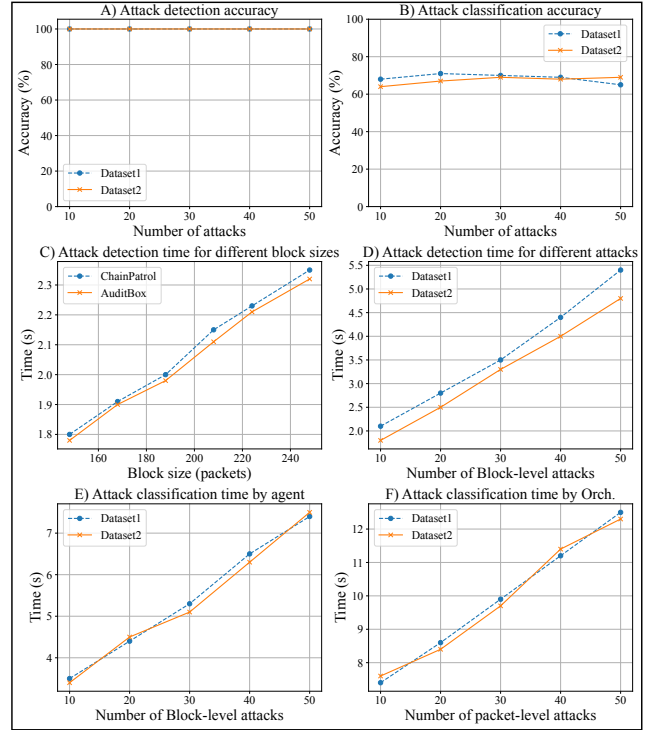 A) Attack detection accuracy
100
80
60
40
20
0
Accuracy (%)
Dataset1
Dataset2
10 20 30 40 50
Number of attacks
B) Attack classification accuracy
100
80
60
40
20
0
Accuracy (%)
Dataset1
Dataset2
10 20 30 40 50
Number of attacks
C) Attack detection time for different block sizes
2.3
2.2
2.1
2.0
1.9
1.8
Time (s)
ChainPatrol
AuditBox
160 180 200 220 240
Block size (packets)
D) Attack detection time for different attacks
5.5
5.0
4.5
4.0
3.5
3.0
2.5
2.0
Time (s)
Dataset1
Dataset2
10 20 30 40 50
Number of Block-level attacks
E) Attack classification time by agent
7
6
5
4
Time (s)
Dataset1
Dataset2
10 20 30 40 50
Number of Block-level attacks
F) Attack classification time by Orch.
12
11
10
9
8
Time (s)
Dataset1
Dataset2
10 20 30 40 50
Number of packet-level attacks